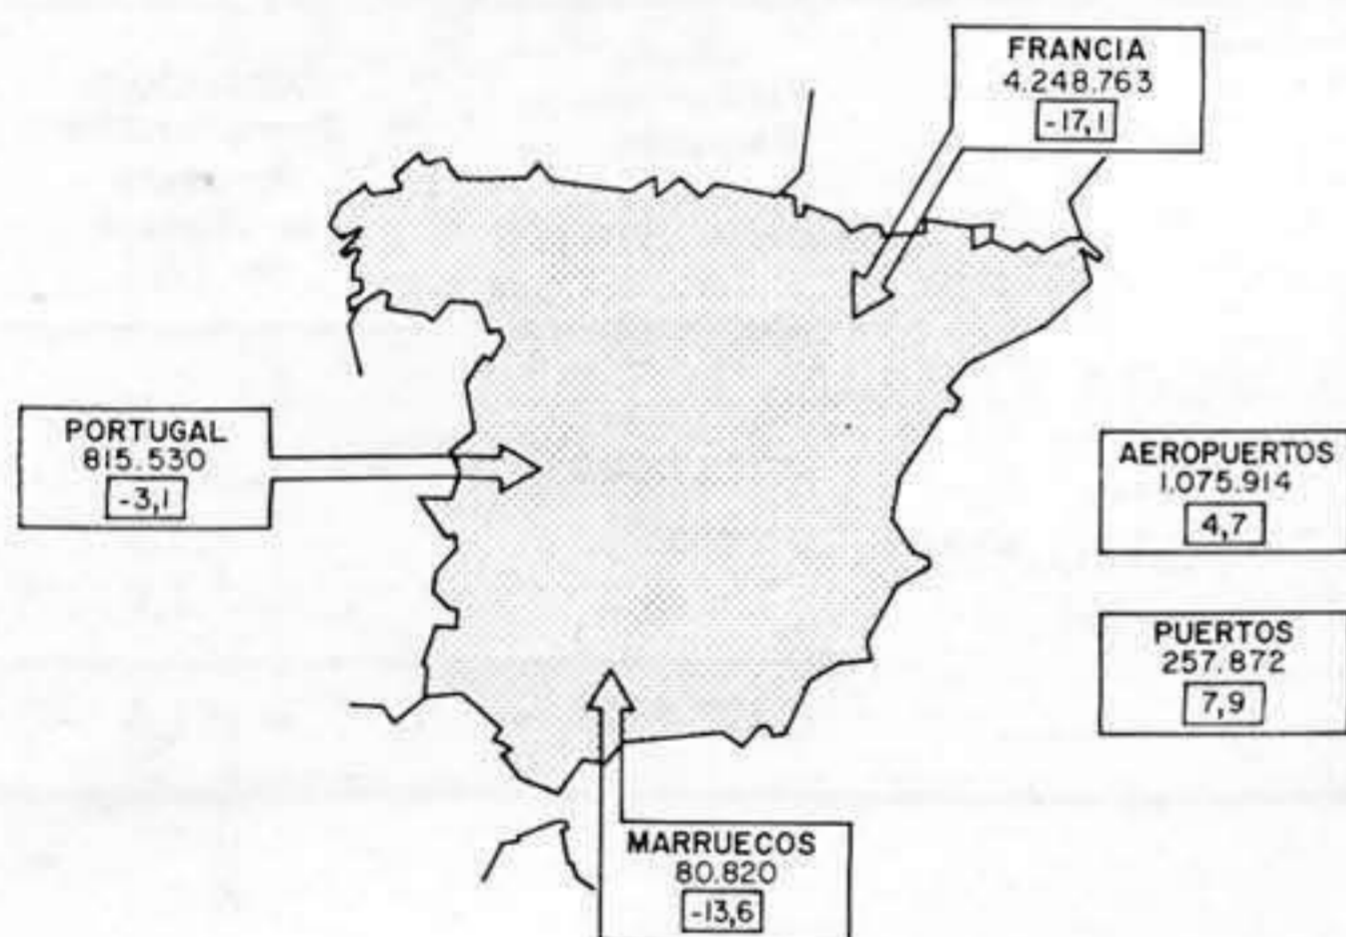 FRANCIA
4.248.763
-17,1
PORTUGAL
815.530
-3,1
AEROPUERTOS
1.075.914
4,7
PUERTOS
257.872
7,9
MARRUECOS
80.820
-13,6